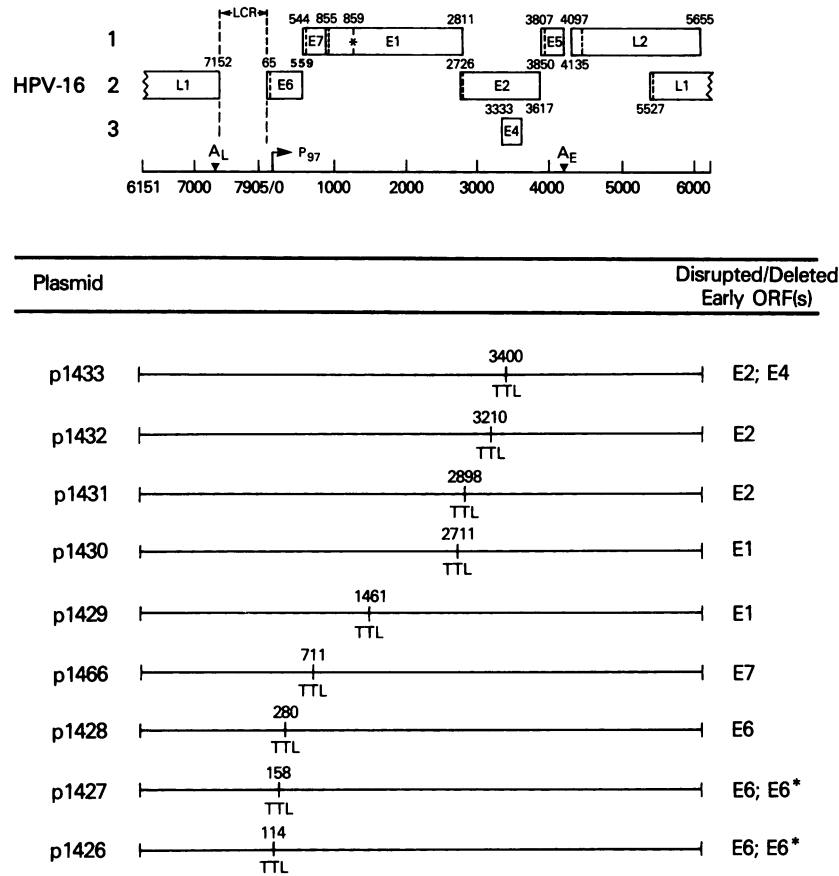 LCR
544 855 859 2811 3807 4097 5655
1 E7 * E1 E5 L2
7152 65 559 2726 3850 4135
HPV-16 2 L1 E6 E2 L1
3333 3617 5527
3 E4
AL P97 AE
6151 7000 7905/0 1000 2000 3000 4000 5000 6000
Plasmid Disrupted/Deleted
Early ORF(s)
3400
p1433 E2; E4
TTL
3210
p1432 E2
TTL
2898
p1431 E2
TTL
2711
p1430 E1
TTL
1461
p1429 E1
TTL
711
p1466 E7
TTL
280
p1428 E6
TTL
158
p1427 E6; E6*
TTL
114
p1426 E6; E6*
TTL